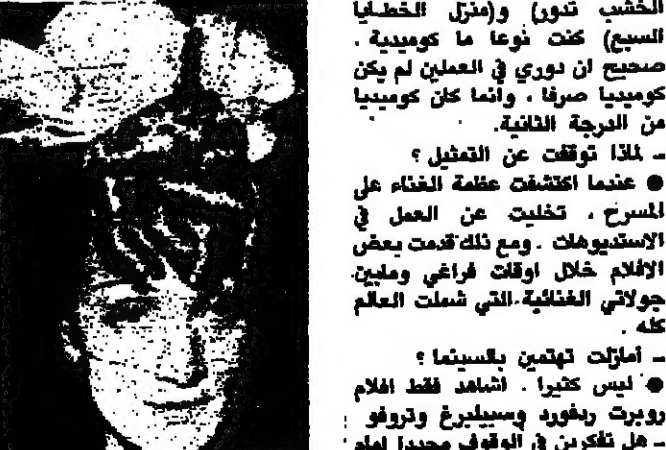 الخشب تدور) و(منزل الخطايا
السبع) كنت نوعا ما كوميدية .
صحيح ان دوري في العملين لم يكن
كوميديا صرفا ، وانما كان كوميديا
من الدرجة الثانية.
ـ لماذا توقفت عن التمثيل ؟
● عندما اكتشفت عظمة الغناء على
المسرح ، تخليت عن العمل في
الاستديوهات . ومع ذلك قدمت بعض
الافلام خلال اوقات فراغي ومابين
جولاتي الغنائية التي شملت العالم
كله .
ـ أمازلت تهتمين بالسينما ؟
● ليس كثيرا . اشاهد فقط افلام
روبرت ردفورد وسبيلبرغ وتروفو .
ـ هل تفكرين في الوقوف مجددا امام